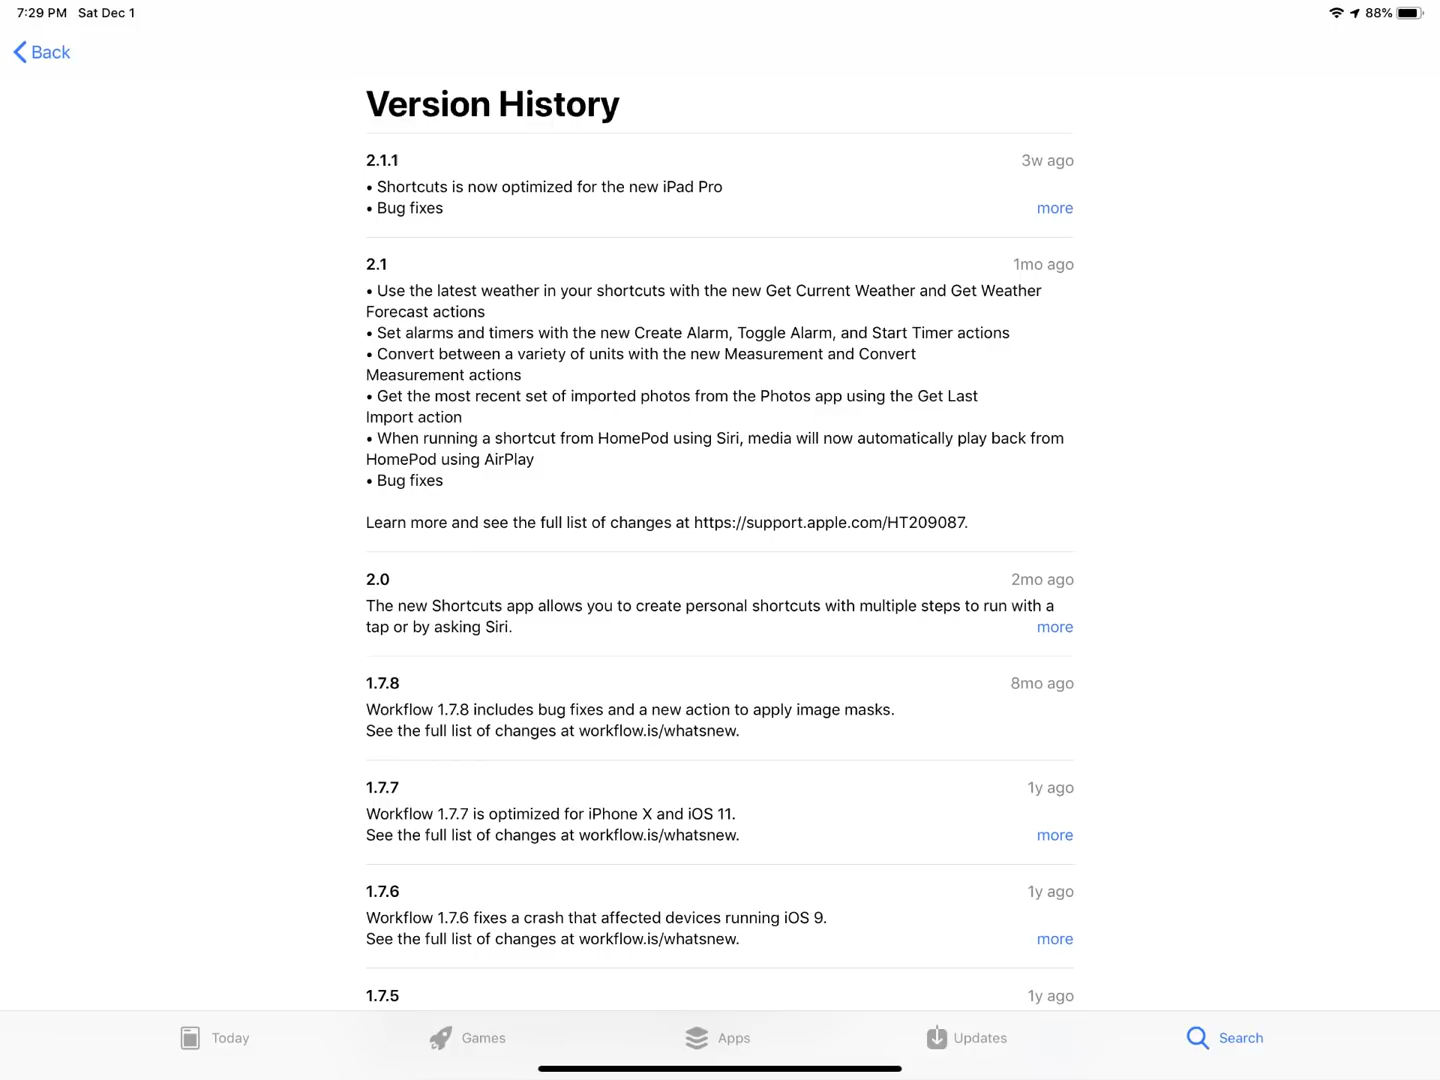 7:29 PM Sat Dec 1
88%
Back
Version History
2.1.1
3w ago
• Shortcuts is now optimized for the new iPad Pro
• Bug fixes
more
2.1
1mo ago
• Use the latest weather in your shortcuts with the new Get Current Weather and Get Weather
Forecast actions
• Set alarms and timers with the new Create Alarm, Toggle Alarm, and Start Timer actions
• Convert between a variety of units with the new Measurement and Convert
Measurement actions
• Get the most recent set of imported photos from the Photos app using the Get Last
Import action
• When running a shortcut from HomePod using Siri, media will now automatically play back from
HomePod using AirPlay
• Bug fixes
Learn more and see the full list of changes at https://support.apple.com/HT209087.
2.0
2mo ago
The new Shortcuts app allows you to create personal shortcuts with multiple steps to run with a
tap or by asking Siri.
more
1.7.8
8mo ago
Workflow 1.7.8 includes bug fixes and a new action to apply image masks.
See the full list of changes at workflow.is/whatsnew.
1.7.7
1y ago
Workflow 1.7.7 is optimized for iPhone X and iOS 11.
See the full list of changes at workflow.is/whatsnew.
more
1.7.6
1y ago
Workflow 1.7.6 fixes a crash that affected devices running iOS 9.
See the full list of changes at workflow.is/whatsnew.
more
1.7.5
1y ago
Today
Games
Apps
Updates
Search